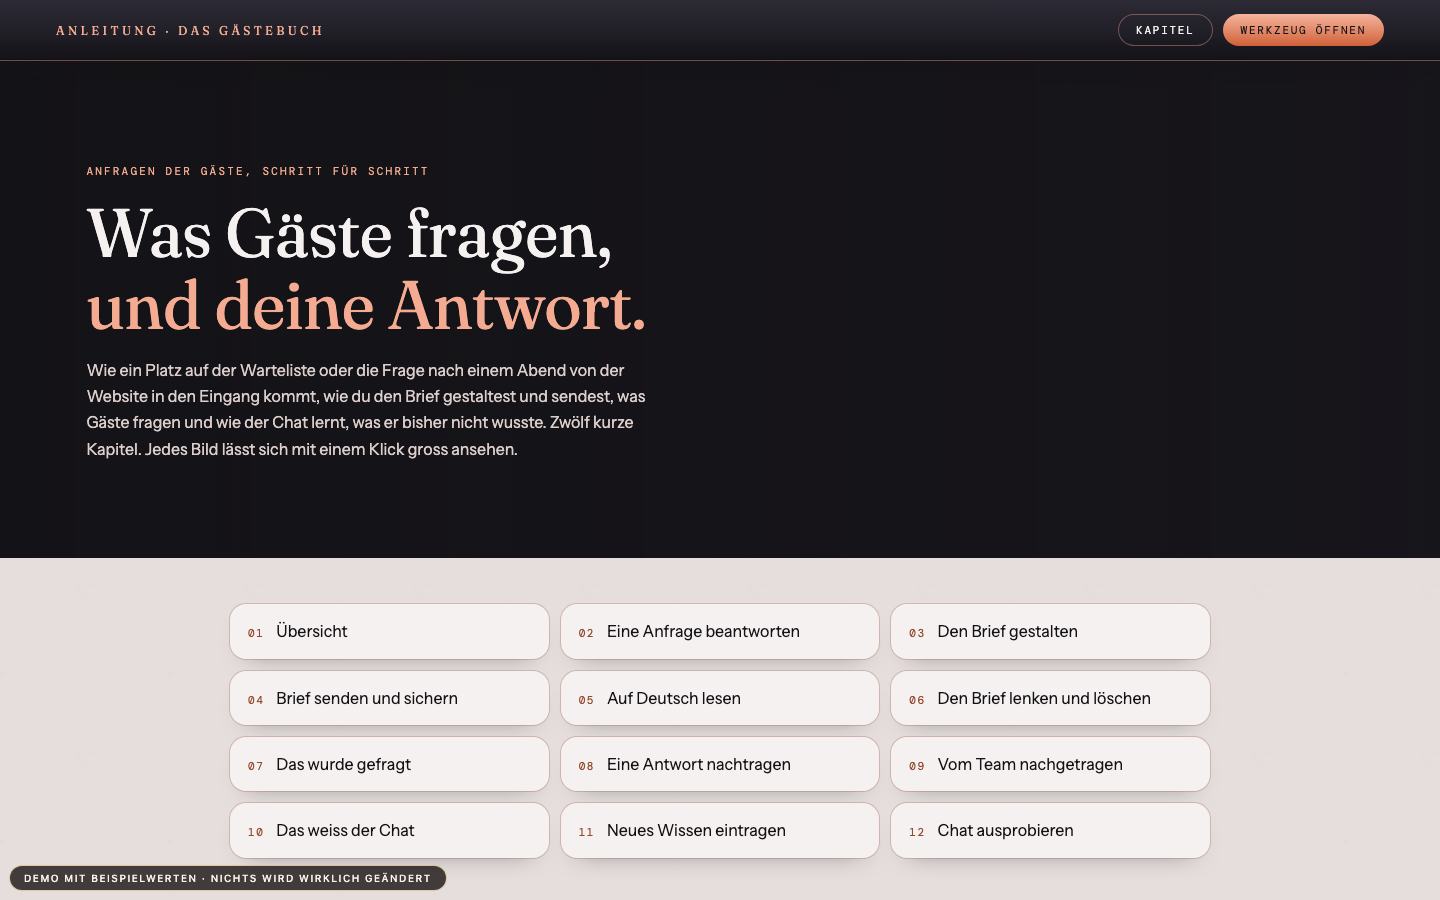 ANLEITUNG · DAS GÄSTEBUCH
KAPITEL
WERKZEUG ÖFFNEN
ANFRAGEN DER GÄSTE, SCHRITT FÜR SCHRITT
Was Gäste fragen,
und deine Antwort.
Wie ein Platz auf der Warteliste oder die Frage nach einem Abend von der
Website in den Eingang kommt, wie du den Brief gestaltest und sendest, was
Gäste fragen und wie der Chat lernt, was er bisher nicht wusste. Zwölf kurze
Kapitel. Jedes Bild lässt sich mit einem Klick gross ansehen.
01 Übersicht
02 Eine Anfrage beantworten
03 Den Brief gestalten
04 Brief senden und sichern
05 Auf Deutsch lesen
06 Den Brief lenken und löschen
07 Das wurde gefragt
08 Eine Antwort nachtragen
09 Vom Team nachgetragen
10 Das weiss der Chat
11 Neues Wissen eintragen
12 Chat ausprobieren
DEMO MIT BEISPIELWERTEN · NICHTS WIRD WIRKLICH GEÄNDERT